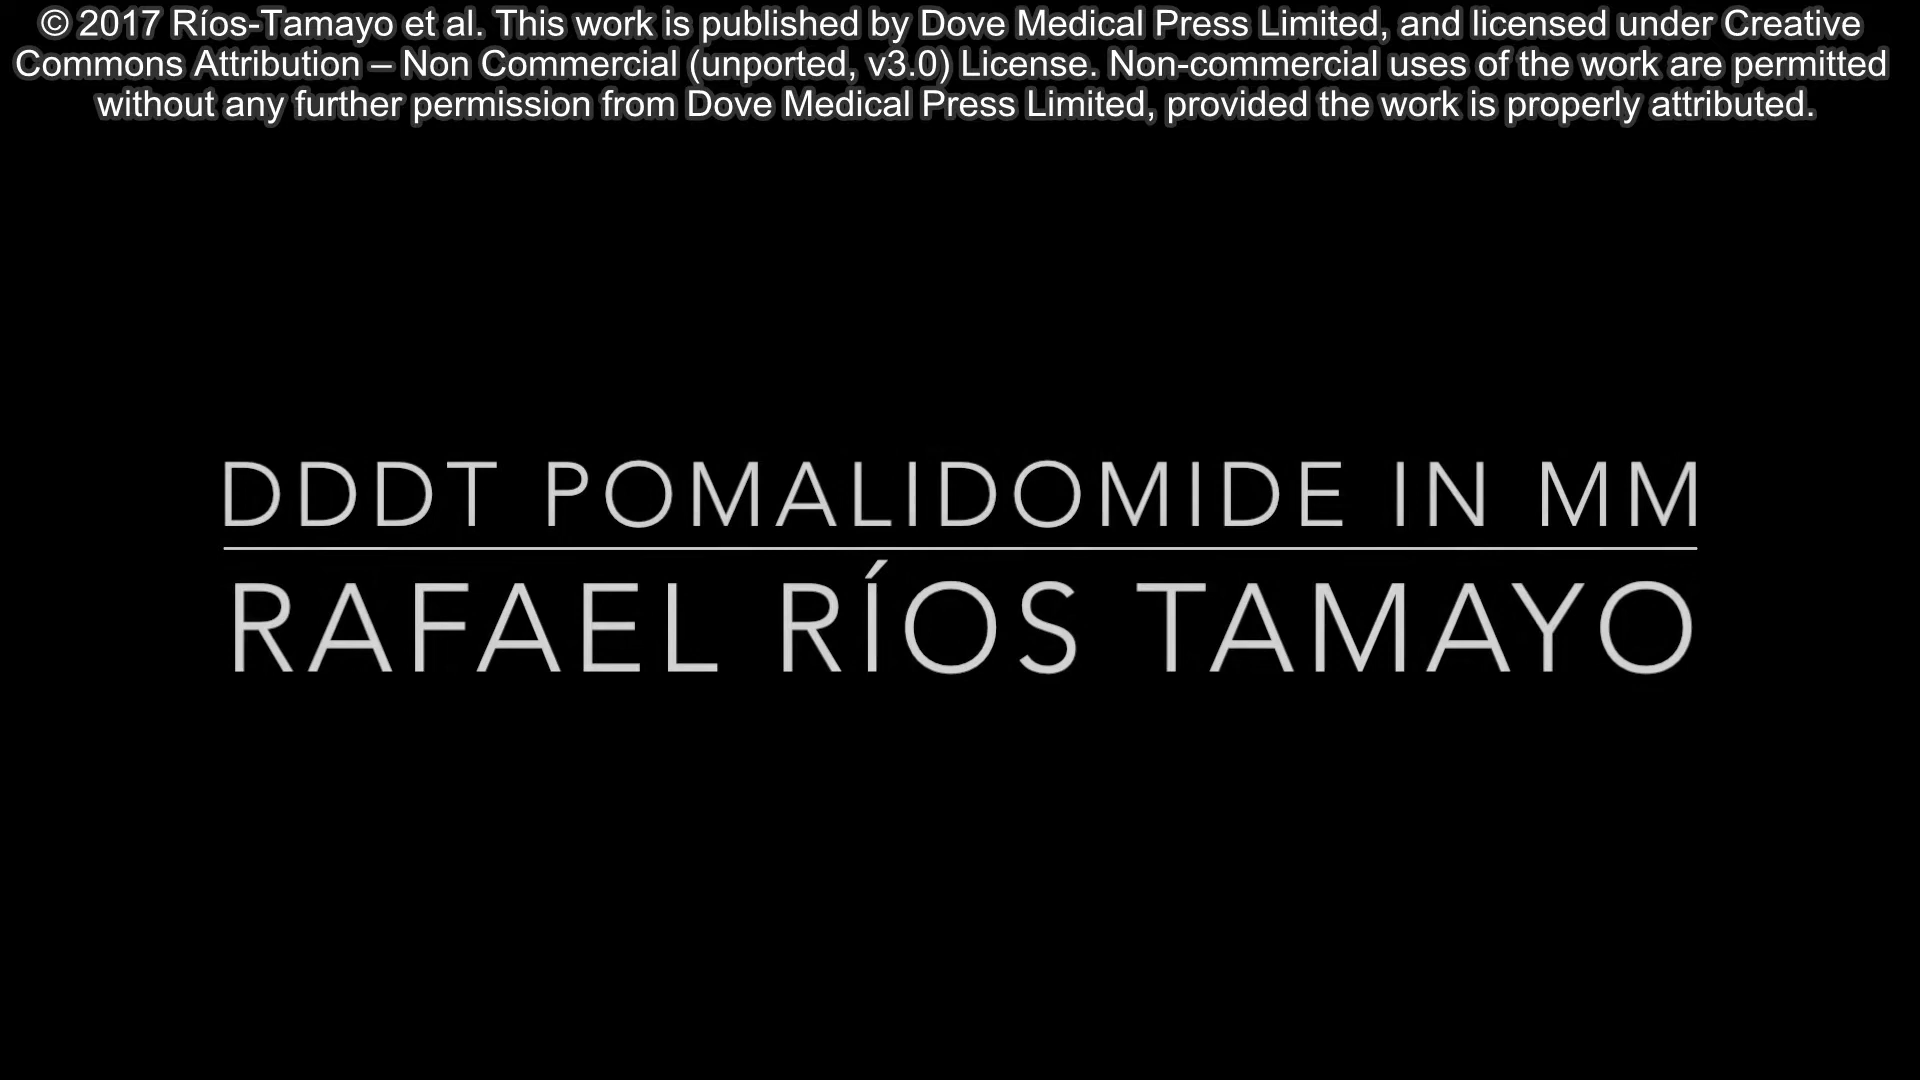 © 2017 Ríos-Tamayo et al. This work is published by Dove Medical Press Limited, and licensed under Creative
Commons Attribution – Non Commercial (unported, v3.0) License. Non-commercial uses of the work are permitted
without any further permission from Dove Medical Press Limited, provided the work is properly attributed.
DDDT POMALIDOMIDE IN MM
RAFAEL RÍOS TAMAYO